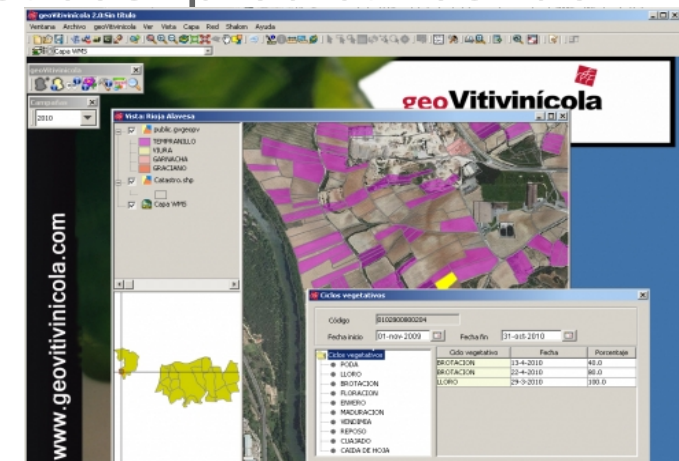 geoVitivinícola 2.0:Sin título
Ventana Archivo geoVitivinícola Ver Vista Capa Red Shalom Ayuda
Capa WMS
geoVitivinícola
Campañas
2010
geoVitivinícola
Vista: Rioja Alavesa
public.gvgeopv
TEMPRANILLO
VIURA
GARNACHA
GRACIANO
Catastro.shp
Capa WMS
www.geovitivinicola.com
Ciclos vegetativos
Código 0102800800204
Fecha inicio 01-nov-2009 Fecha fin 31-oct-2010
Ciclos vegetativos
PODA
LLORO
BROTACION
FLORACION
ENVERO
MADURACION
VENDIMIA
REPOSO
CUAJADO
CAIDA DE HOJA
Ciclo vegetativo Fecha Porcentaje
BROTACION 13-4-2010 40.0
BROTACION 22-4-2010 80.0
LLORO 29-3-2010 100.0